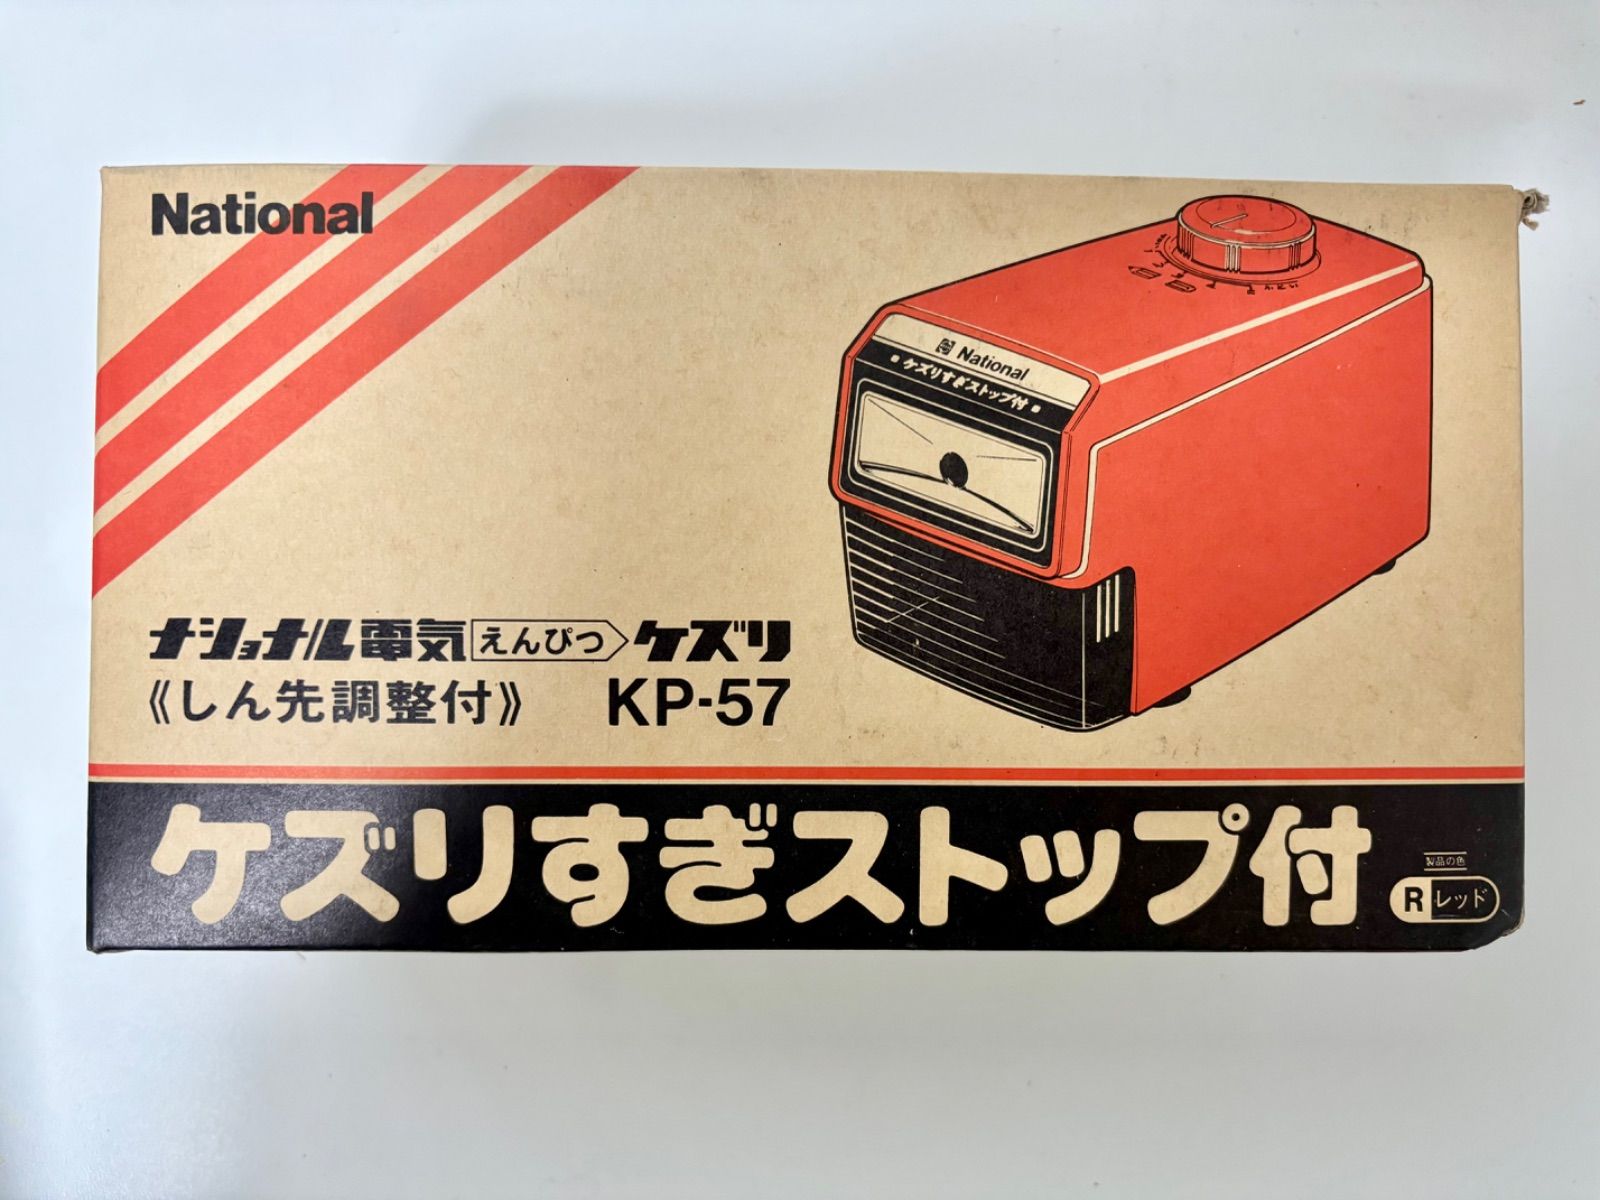 National
National
ケズリすぎストップ付
ナショナル電気えんぴつケズリ
《しん先調整付》 KP-57
ケズリすぎストップ付
製品の色
R レッド